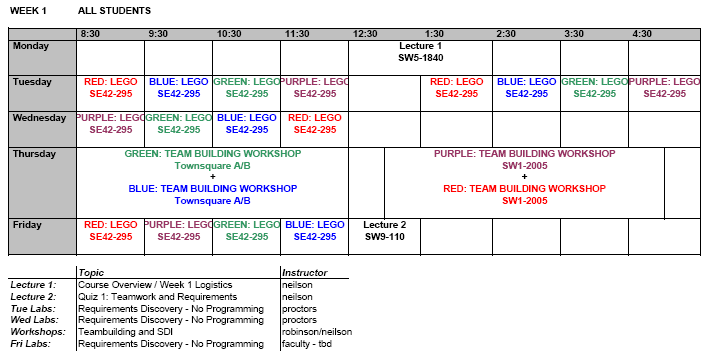 WEEK 1 ALL STUDENTS
8:30 9:30 10:30 11:30 12:30 1:30 2:30 3:30 4:30
Monday Lecture 1
SW5-1840
Tuesday RED: LEGO BLUE: LEGO GREEN: LEGO PURPLE: LEGO RED: LEGO BLUE: LEGO GREEN: LEGO PURPLE: LEGO
SE42-295 SE42-295 SE42-295 SE42-295 SE42-295 SE42-295 SE42-295 SE42-295
Wednesday PURPLE: LEGO GREEN: LEGO BLUE: LEGO RED: LEGO
SE42-295 SE42-295 SE42-295 SE42-295
Thursday GREEN: TEAM BUILDING WORKSHOP PURPLE: TEAM BUILDING WORKSHOP
Townsquare A/B SW1-2005
+ +
BLUE: TEAM BUILDING WORKSHOP RED: TEAM BUILDING WORKSHOP
Townsquare A/B SW1-2005
Friday RED: LEGO PURPLE: LEGO GREEN: LEGO BLUE: LEGO Lecture 2
SE42-295 SE42-295 SE42-295 SE42-295 SW9-110
Topic Instructor
Lecture 1: Course Overview / Week 1 Logistics neilson
Lecture 2: Quiz 1: Teamwork and Requirements neilson
Tue Labs: Requirements Discovery - No Programming proctors
Wed Labs: Requirements Discovery - No Programming proctors
Workshops: Teambuilding and SDI robinson/neilson
Fri Labs: Requirements Discovery - No Programming faculty - tbd